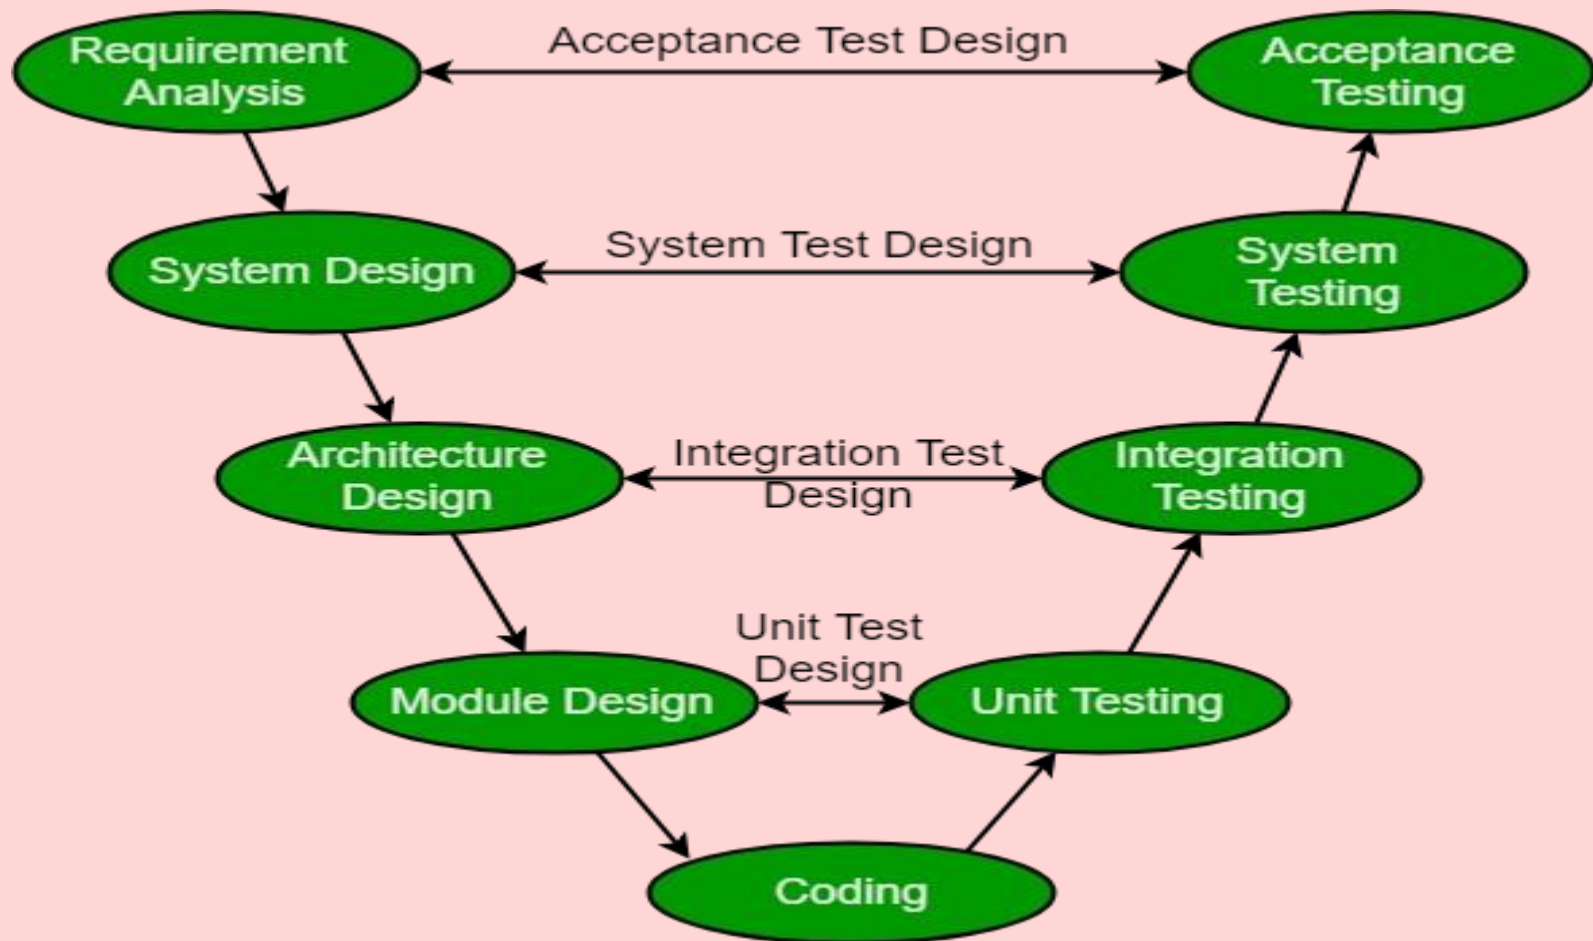 Requirement
Analysis
Acceptance Test Design
Acceptance
Testing
System Design
System Test Design
System
Testing
Architecture
Design
Integration Test
Design
Integration
Testing
Module Design
Unit Test
Design
Unit Testing
Coding